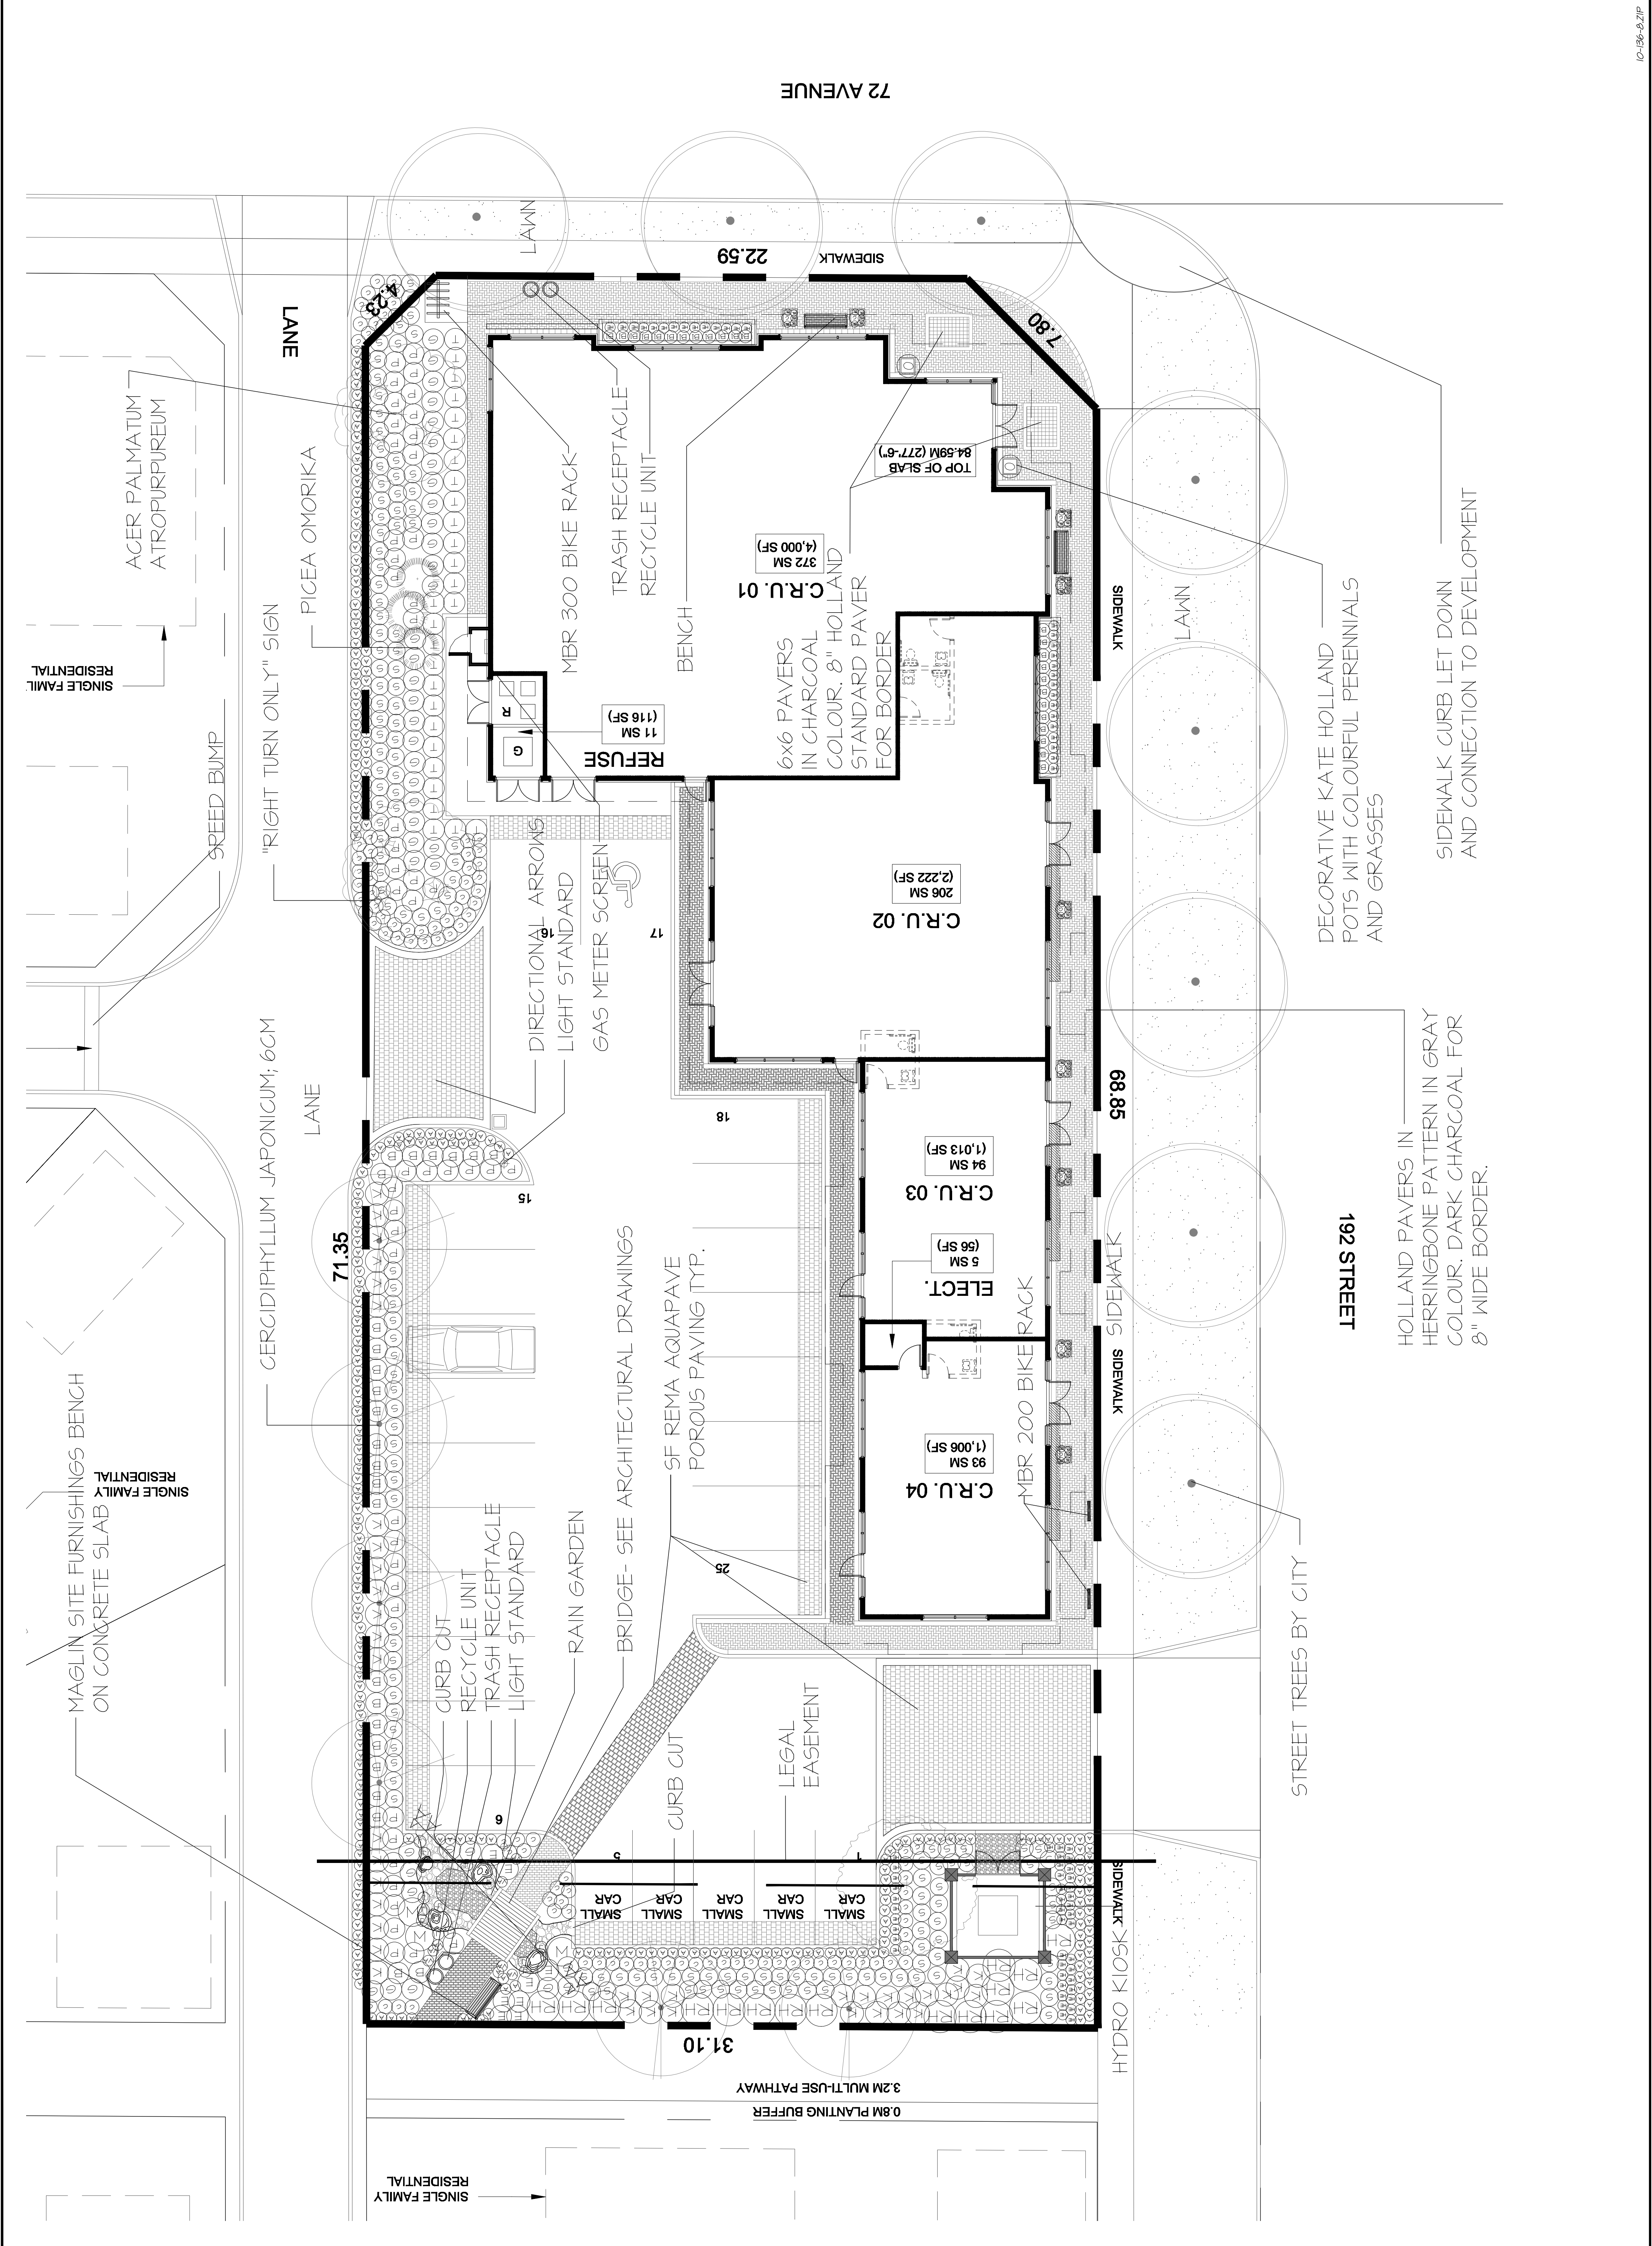 10-136-8.ZIP
72 AVENUE
LAWN
22.59
SIDEWALK
4.23
7.80
LANE
ACER PALMATUM
ATROPURPUREUM
PICEA OMORIKA
"RIGHT TURN ONLY" SIGN
SINGLE FAMILY
RESIDENTIAL
SPEED BUMP
MBR 300 BIKE RACK
TRASH RECEPTACLE
RECYCLE UNIT
BENCH
TOP OF SLAB
84.59M (277'-6")
C.R.U. 01
372 SM
(4,000 SF)
6x6 PAVERS
IN CHARCOAL
COLOUR. 8" HOLLAND
STANDARD PAVER
FOR BORDER
R
G
REFUSE
11 SM
(116 SF)
SIDEWALK
LAWN
DECORATIVE KATE HOLLAND
POTS WITH COLOURFUL PERENNIALS
AND GRASSES
SIDEWALK CURB LET DOWN
AND CONNECTION TO DEVELOPMENT
DIRECTIONAL ARROWS
LIGHT STANDARD
GAS METER SCREEN
16
17
C.R.U. 02
206 SM
(2,222 SF)
CERCIDIPHYLLUM JAPONICUM; 6CM
LANE
18
15
71.35
68.85
C.R.U. 03
94 SM
(1,013 SF)
ELECT.
5 SM
(56 SF)
192 STREET
HOLLAND PAVERS IN
HERRINGBONE PATTERN IN GRAY
COLOUR. DARK CHARCOAL FOR
8" WIDE BORDER.
SIDEWALK
SIDEWALK
MBR 200 BIKE RACK
C.R.U. 04
93 SM
(1,006 SF)
MAGLIN SITE FURNISHINGS BENCH
ON CONCRETE SLAB
SINGLE FAMILY
RESIDENTIAL
SF REMA AQUAPAVE
POROUS PAVING TYP.
BRIDGE- SEE ARCHITECTURAL DRAWINGS
RAIN GARDEN
CURB CUT
RECYCLE UNIT
TRASH RECEPTACLE
LIGHT STANDARD
25
STREET TREES BY CITY
CURB CUT
LEGAL
EASEMENT
6
5
1
SMALL
CAR
SMALL
CAR
SMALL
CAR
SMALL
CAR
SMALL
CAR
SIDEWALK
HYDRO KIOSK
31.10
3.2M MULTI-USE PATHWAY
0.8M PLANTING BUFFER
SINGLE FAMILY
RESIDENTIAL